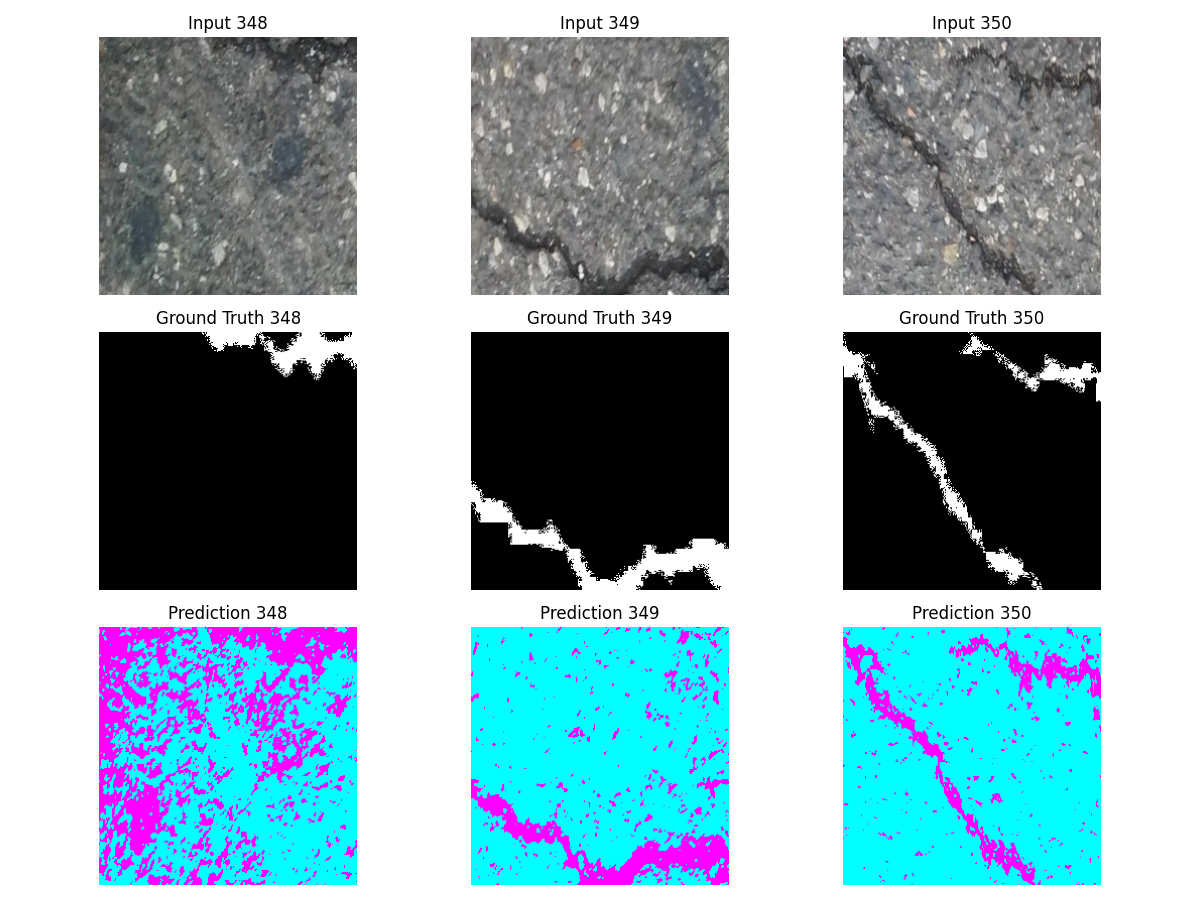 Input 348
Input 349
Input 350
Ground Truth 348
Ground Truth 349
Ground Truth 350
Prediction 348
Prediction 349
Prediction 350